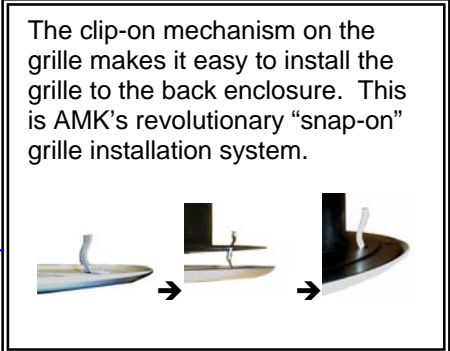 The clip-on mechanism on the
grille makes it easy to install the
grille to the back enclosure.  This
is AMK's revolutionary “snap-on”
grille installation system.
➔ ➔